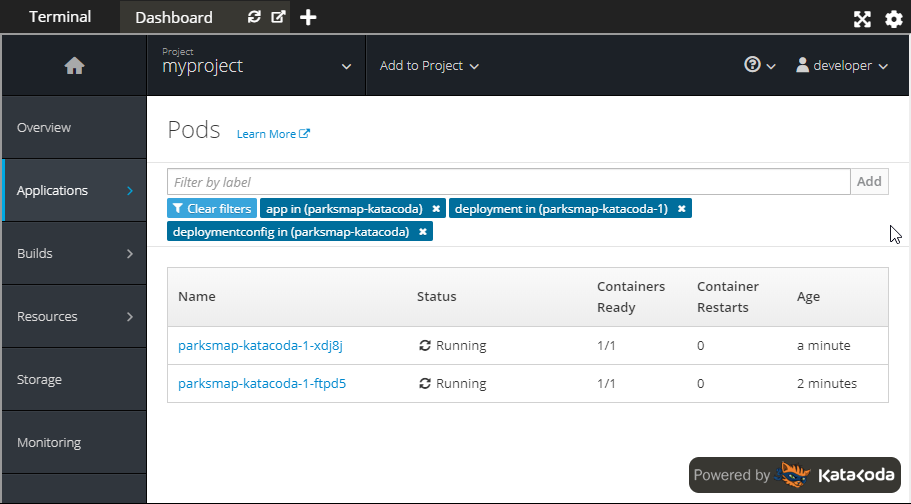 Terminal
Dashboard
Project
myproject
Add to Project
developer
Overview
Applications
Builds
Resources
Storage
Monitoring
Pods
Learn More
Filter by label
Add
Clear filters
app in (parksmap-katacoda)
deployment in (parksmap-katacoda-1)
deploymentconfig in (parksmap-katacoda)
Name Status Containers Ready Container Restarts Age
parksmap-katacoda-1-xdj8j Running 1/1 0 a minute
parksmap-katacoda-1-ftpd5 Running 1/1 0 2 minutes
Powered by KataKoda